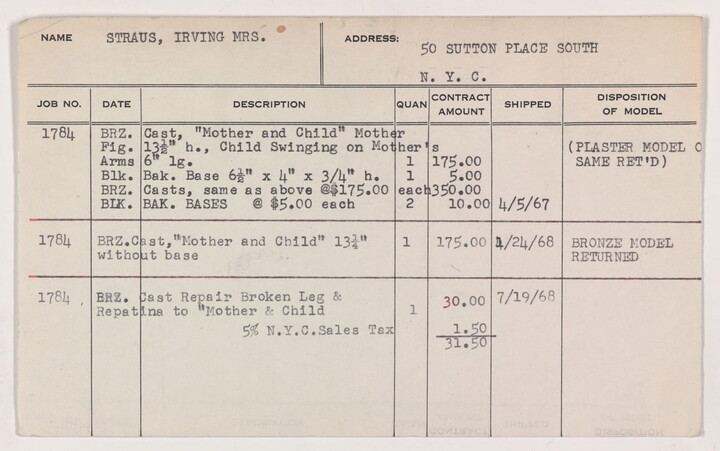 NAME STRAUS, IRVING MRS. ADDRESS: 50 SUTTON PLACE SOUTH
N. Y. C.
JOB NO. DATE DESCRIPTION QUAN CONTRACT AMOUNT SHIPPED DISPOSITION OF MODEL
1784 BRZ. Cast, "Mother and Child" Mother
Fig. 13½" h., Child Swinging on Mother's (PLASTER MODEL O
Arms 6" lg. 1 175.00 SAME RET'D)
Blk. Bak. Base 6½" x 4" x 3/4" h. 1 5.00
BRZ. Casts, same as above @$175.00 each 350.00
BLK. BAK. BASES @ $5.00 each 2 10.00 4/5/67
1784 BRZ.Cast,"Mother and Child" 13¼" 1 175.00 1/24/68 BRONZE MODEL
without base RETURNED
1784. BRZ. Cast Repair Broken Leg & 30.00 7/19/68
Repatina to "Mother & Child 1
5% N.Y.C.Sales Tax 1.50
31.50